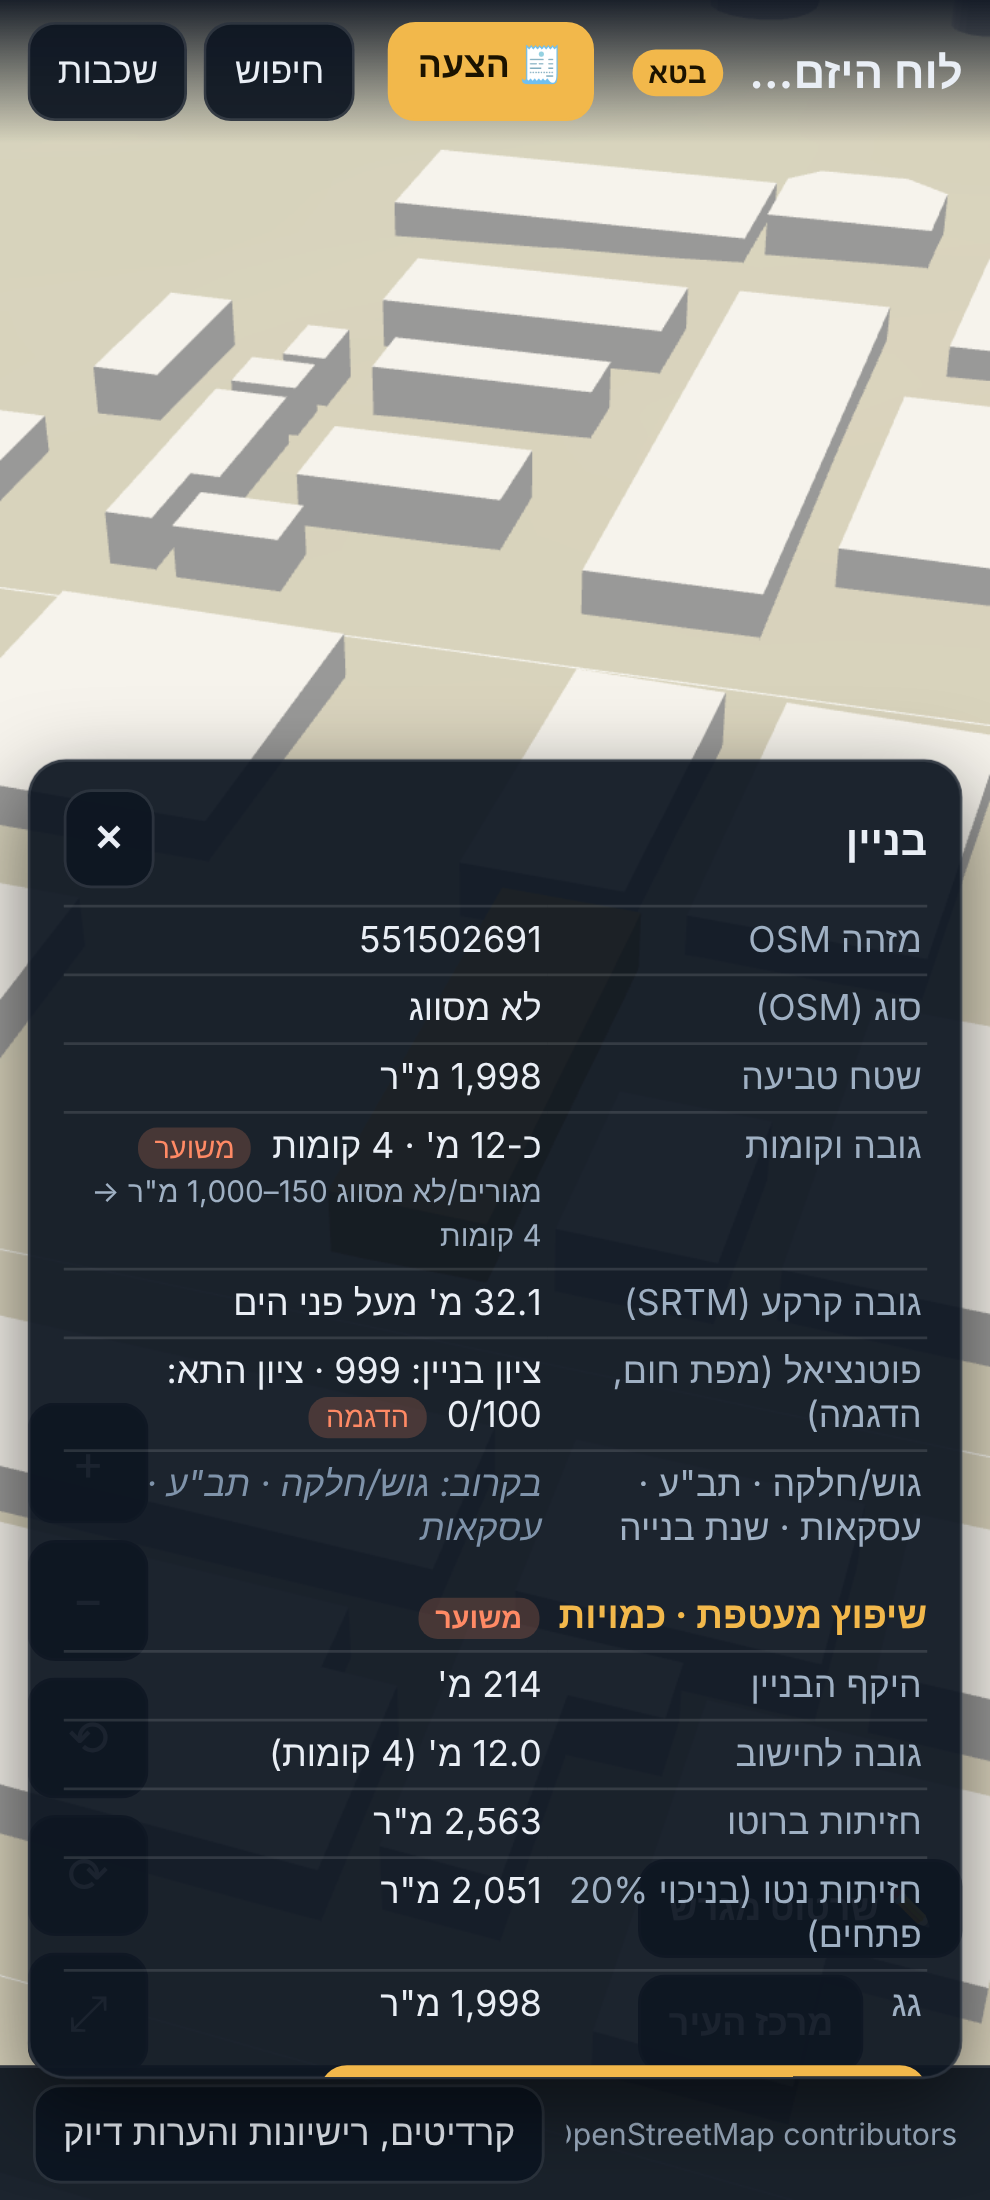 לוח היזם... בטא
הצעה
חיפוש
שכבות
בניין
×
מזהה OSM 551502691
סוג (OSM) לא מסווג
שטח טביעה 1,998 מ"ר
גובה וקומות כ-12 מ' · 4 קומות משוער
מגורים/לא מסווג 150–1,000 מ"ר →
4 קומות
גובה קרקע (SRTM) 32.1 מ' מעל פני הים
פוטנציאל (מפת חום, ציון בניין: 999 · ציון התא:
הדגמה) 0/100 הדגמה
גוש/חלקה · תב"ע · בקרוב: גוש/חלקה · תב"ע ·
עסקאות · שנת בנייה עסקאות
שיפוץ מעטפת · כמויות משוער
היקף הבניין 214 מ'
גובה לחישוב 12.0 מ' (4 קומות)
חזיתות ברוטו 2,563 מ"ר
חזיתות נטו (בניכוי 20% 2,051 מ"ר
פתחים)
שרטוט מגרש
גג 1,998 מ"ר
מרכז העיר
penStreetMap contributors
קרדיטים, רישיונות והערות דיוק